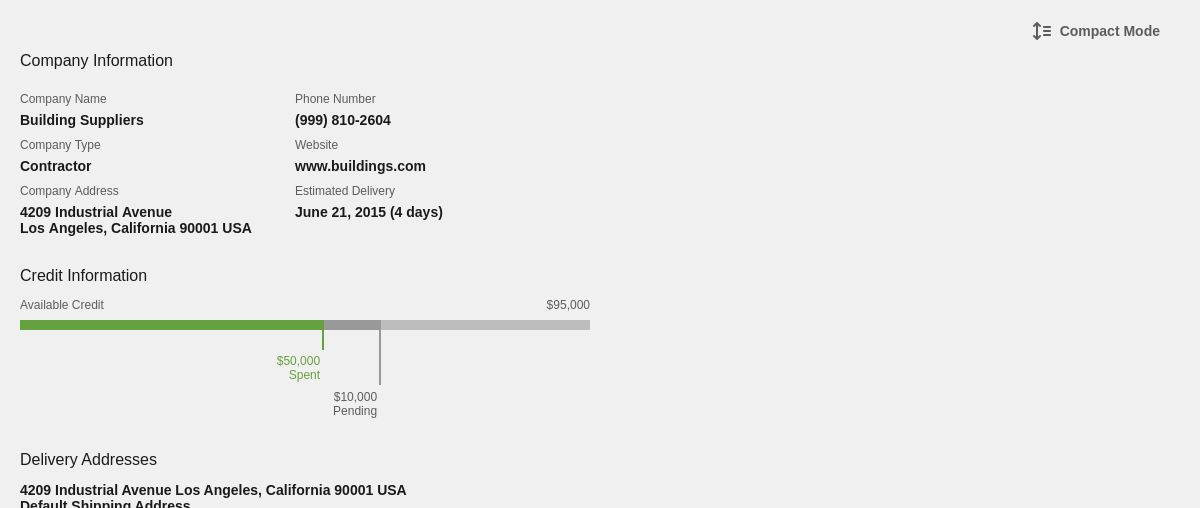 Compact Mode
Company Information
Company Name
Building Suppliers
Phone Number
(999) 810-2604
Company Type
Contractor
Website
www.buildings.com
Company Address
4209 Industrial Avenue
Los Angeles, California 90001 USA
Estimated Delivery
June 21, 2015 (4 days)
Credit Information
Available Credit
$95,000
$50,000
Spent
$10,000
Pending
Delivery Addresses
4209 Industrial Avenue Los Angeles, California 90001 USA
Default Shipping Address